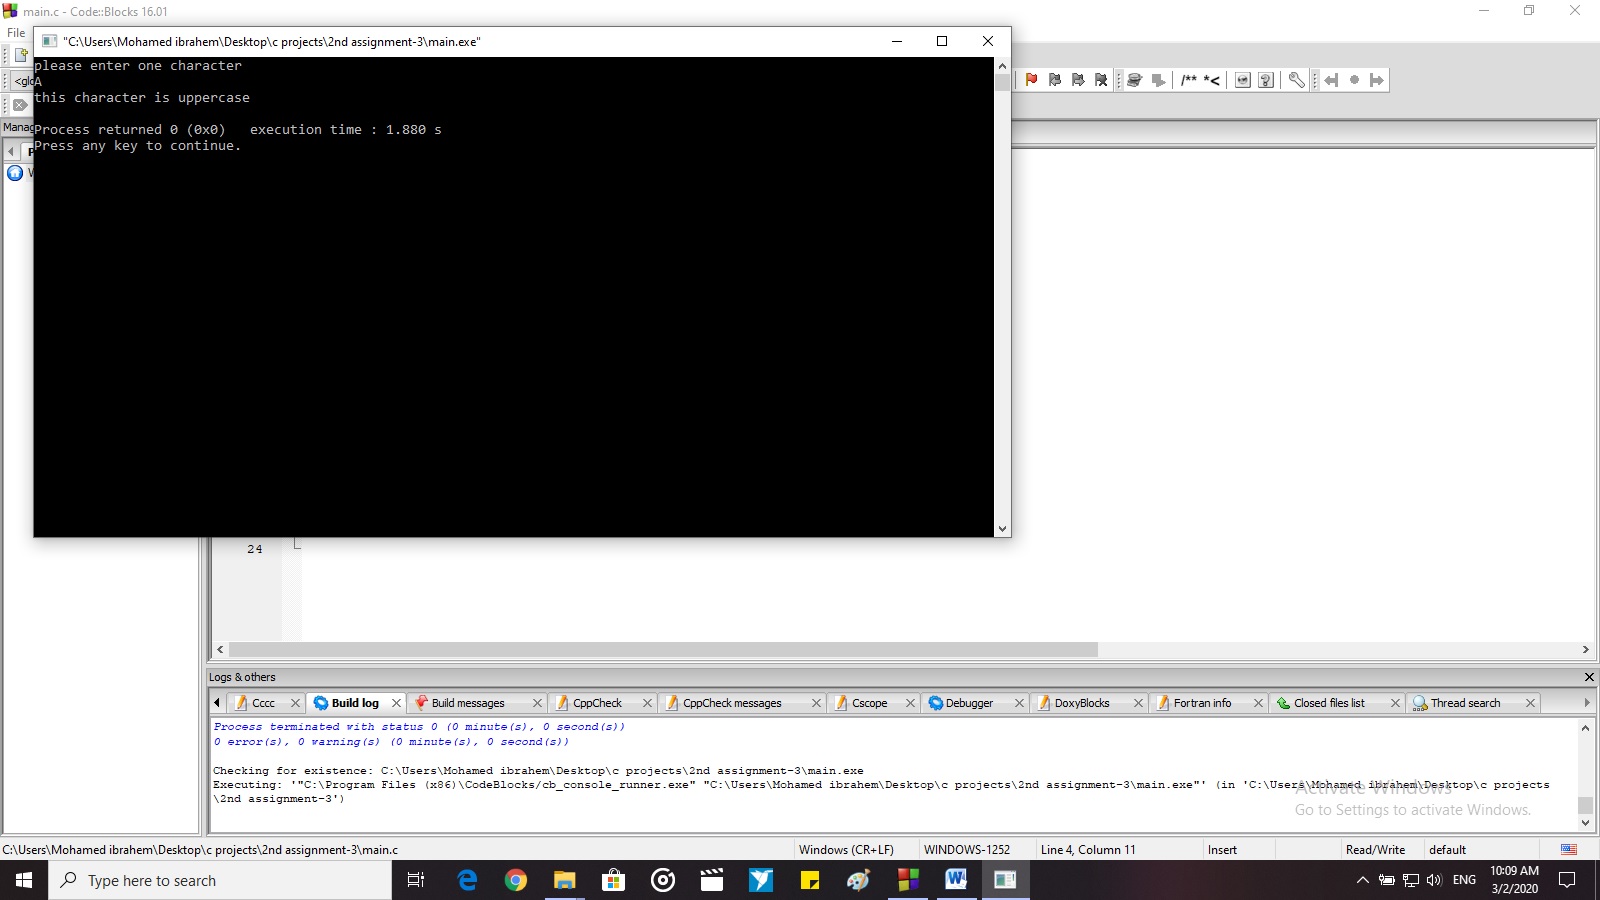 main.c - Code::Blocks 16.01
File
"C:\Users\Mohamed ibrahem\Desktop\c projects\2nd assignment-3\main.exe"
please enter one character
A
this character is uppercase
Process returned 0 (0x0)   execution time : 1.880 s
Press any key to continue.
/** *<
24
Logs & others
Cccc
Build log
Build messages
CppCheck
CppCheck messages
Cscope
Debugger
DoxyBlocks
Fortran info
Closed files list
Thread search
Process terminated with status 0 (0 minute(s), 0 second(s))
0 error(s), 0 warning(s) (0 minute(s), 0 second(s))
Checking for existence: C:\Users\Mohamed ibrahem\Desktop\c projects\2nd assignment-3\main.exe
Executing: '"C:\Program Files (x86)\CodeBlocks/cb_console_runner.exe" "C:\Users\Mohamed ibrahem\Desktop\c projects\2nd assignment-3\main.exe"' (in 'C:\Users\Mohamed ibrahem\Desktop\c projects
\2nd assignment-3')
Activate Windows
Go to Settings to activate Windows.
C:\Users\Mohamed ibrahem\Desktop\c projects\2nd assignment-3\main.c
Windows (CR+LF)
WINDOWS-1252
Line 4, Column 11
Insert
Read/Write
default
Type here to search
ENG
10:09 AM
3/2/2020